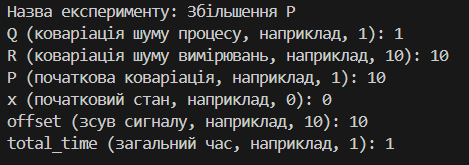 Назва експерименту: Збільшення P
Q (коваріація шуму процесу, наприклад, 1): 1
R (коваріація шуму вимірювань, наприклад, 10): 10
P (початкова коваріація, наприклад, 1): 10
x (початковий стан, наприклад, 0): 0
offset (зсув сигналу, наприклад, 10): 10
total_time (загальний час, наприклад, 1): 1